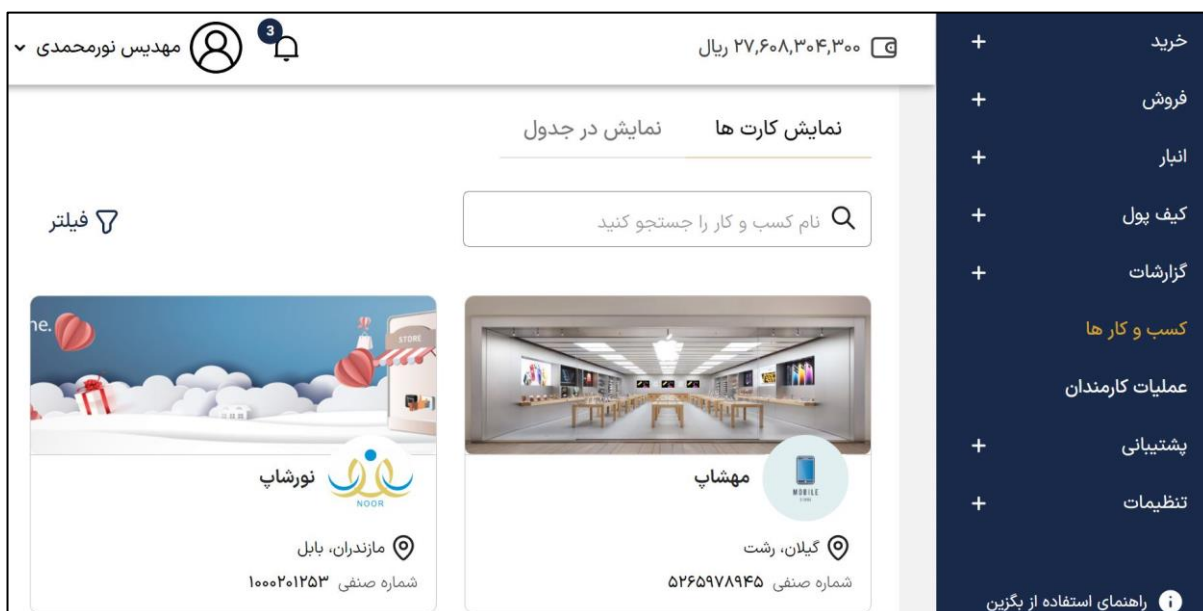 خرید
فروش
انبار
کیف پول
گزارشات
کسب و کار ها
عملیات کارمندان
پشتیبانی
تنظیمات
راهنمای استفاده از بگزین
۲۷,۶۰۸,۳۰۴,۳۰۰ ریال
3
مهدیس نورمحمدی
نمایش کارت ها
نمایش در جدول
نام کسب و کار را جستجو کنید
فیلتر
MOBILE
مهشاپ
گیلان، رشت
شماره صنفی ۵۲۶۵۹۷۸۹۴۵
he.
STORE
NOOR
نورشاپ
مازندران، بابل
شماره صنفی ۱۰۰۰۲۰۱۲۵۳